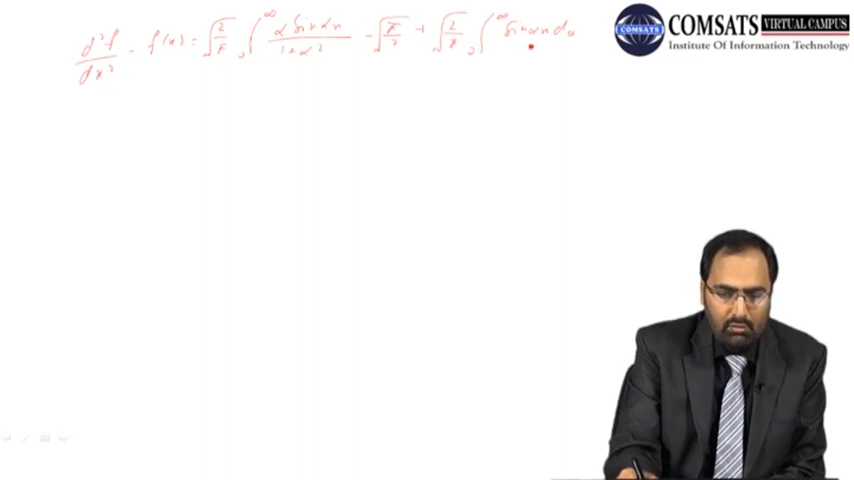 d²f/dx² - f(x) = √(2/π) ₀∫^∞ α sin αx / 1+α² - √(π/2) + √(2/π) ₀∫^∞ sin αx dα
COMSATS VIRTUAL CAMPUS
Institute Of Information Technology